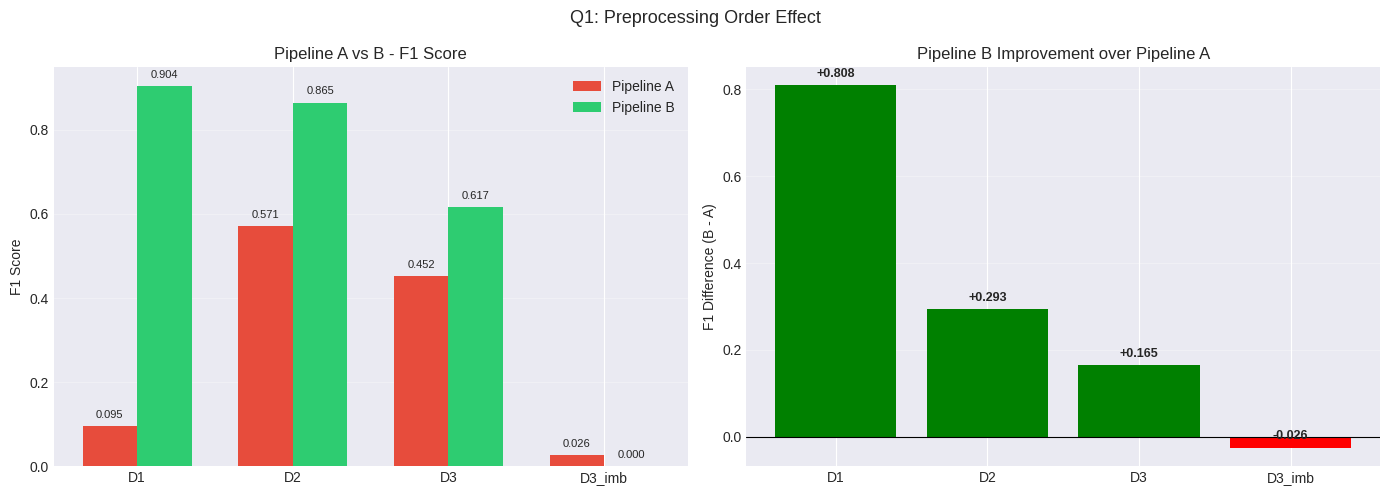 Q1: Preprocessing Order Effect
Pipeline A vs B - F1 Score
F1 Score
0.8
0.6
0.4
0.2
0.0
0.095
0.904
0.571
0.865
0.452
0.617
0.026
0.000
Pipeline A
Pipeline B
D1
D2
D3
D3_imb
Pipeline B Improvement over Pipeline A
F1 Difference (B - A)
0.8
0.6
0.4
0.2
0.0
+0.808
+0.293
+0.165
-0.026
D1
D2
D3
D3_imb